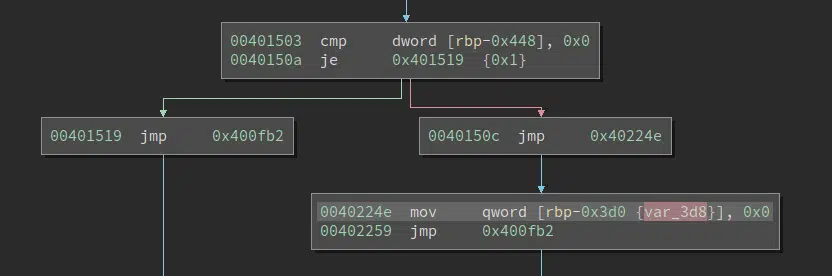 00401503 cmp dword [rbp-0x448], 0x0
0040150a je 0x401519 {0x1}
00401519 jmp 0x400fb2
0040150c jmp 0x40224e
0040224e mov qword [rbp-0x3d0 {var_3d8}], 0x0
00402259 jmp 0x400fb2